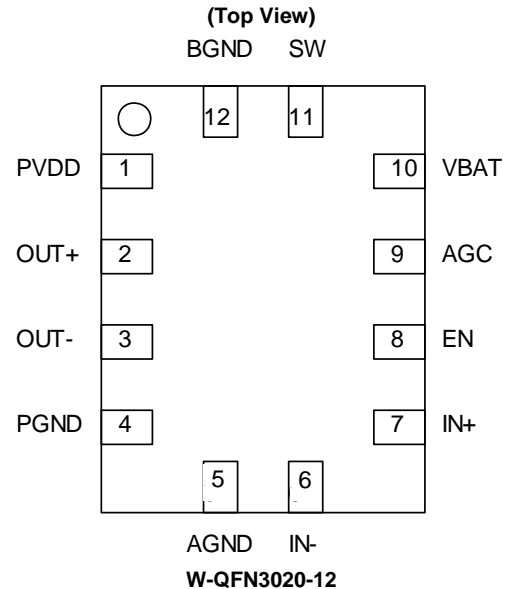 (Top View)
BGND SW
12 11
PVDD 1 10 VBAT
OUT+ 2 9 AGC
OUT- 3 8 EN
PGND 4 7 IN+
5 6
AGND IN-
W-QFN3020-12